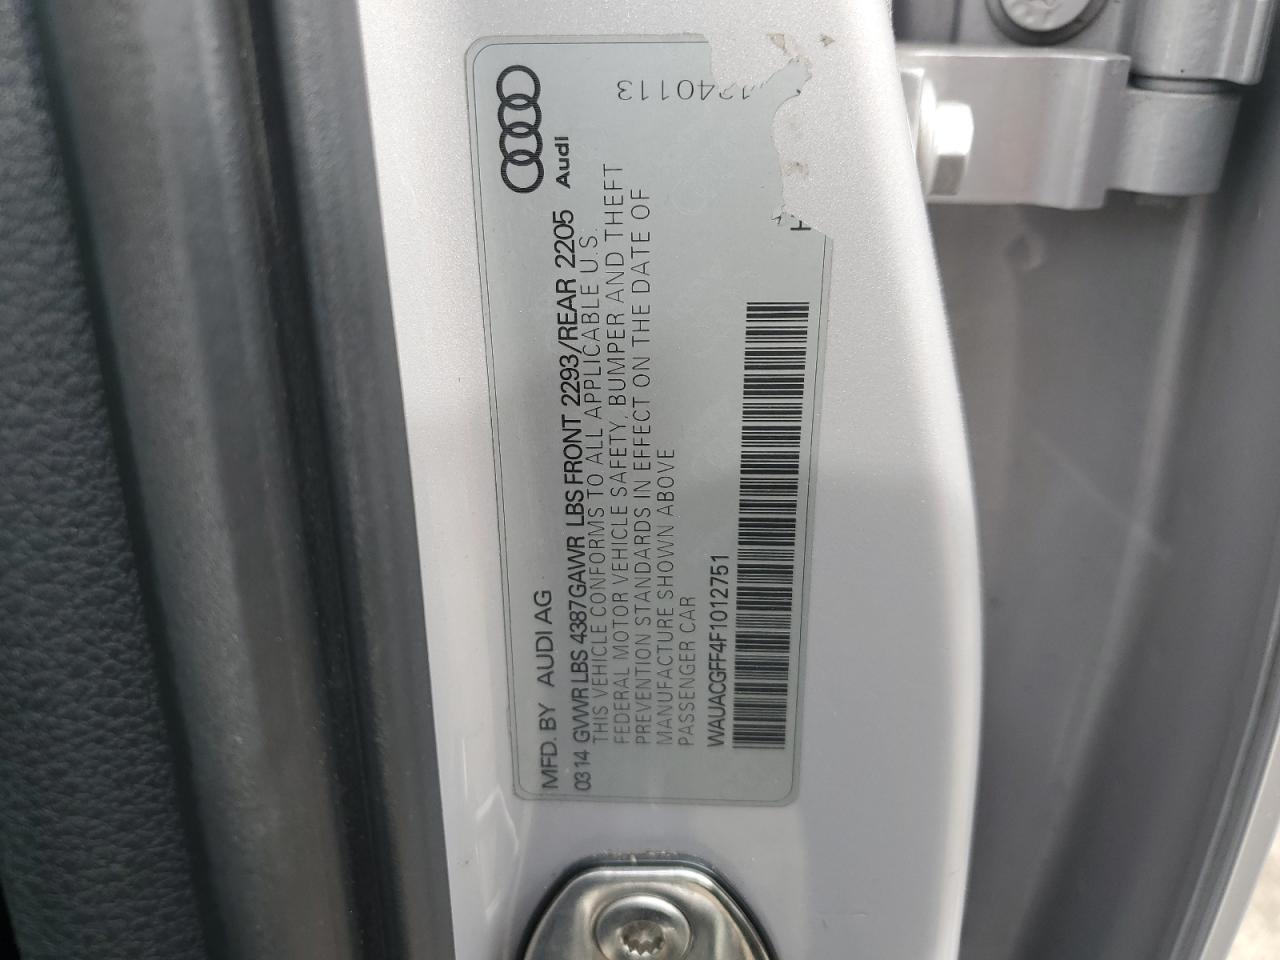 MFD. BY AUDI AG
0314 GVWR LBS 4387 GAWR LBS FRONT 2293/REAR 2205
THIS VEHICLE CONFORMS TO ALL APPLICABLE U.S.
FEDERAL MOTOR VEHICLE SAFETY, BUMPER AND THEFT
PREVENTION STANDARDS IN EFFECT ON THE DATE OF
MANUFACTURE SHOWN ABOVE
PASSENGER CAR
WAUACGFF4F1012751
Audi
240113